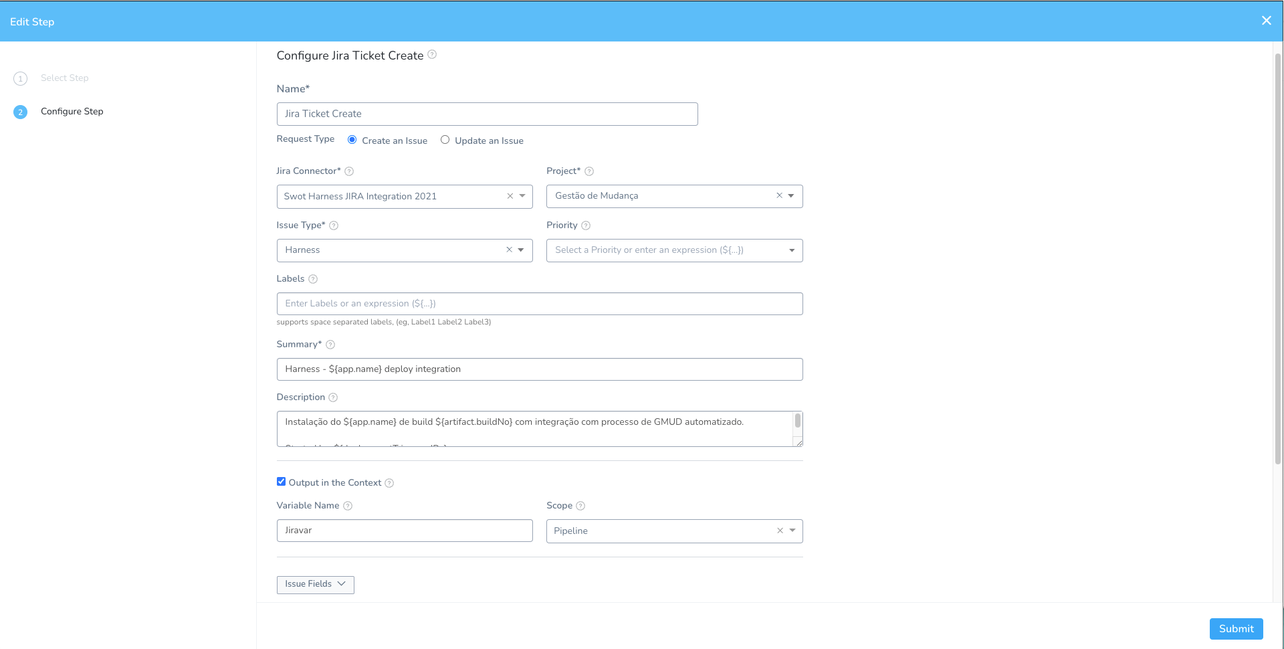 Edit Step
1 Select Step
2 Configure Step
Configure Jira Ticket Create
Name*
Jira Ticket Create
Request Type Create an Issue Update an Issue
Jira Connector* Project*
Swot Harness JIRA Integration 2021 Gestão de Mudança
Issue Type* Priority
Harness Select a Priority or enter an expression (${...})
Labels
Enter Labels or an expression (${...})
supports space separated labels, (eg, Label1 Label2 Label3)
Summary*
Harness - ${app.name} deploy integration
Description
Instalação do ${app.name} de build ${artifact.buildNo} com integração com processo de GMUD automatizado.
Output in the Context
Variable Name Scope
Jiravar Pipeline
Issue Fields
Submit